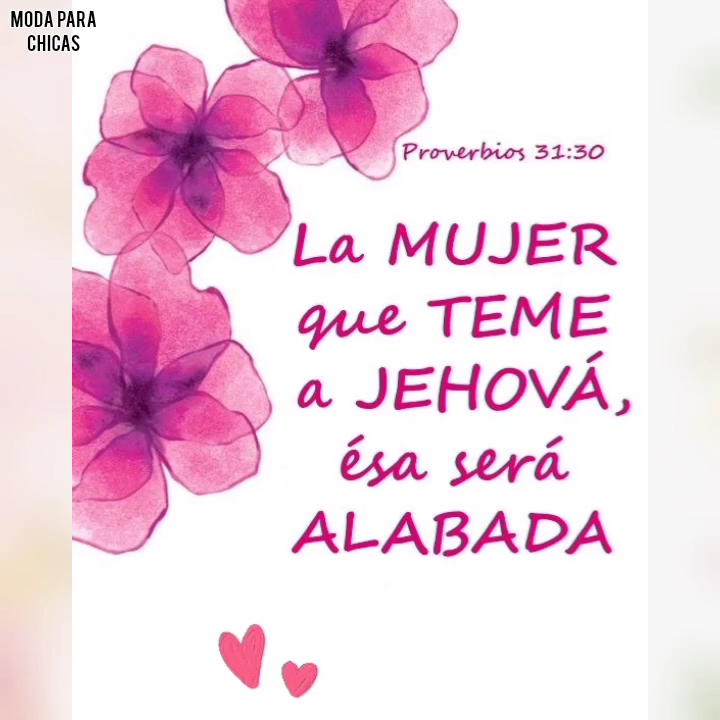 MODA PARA
CHICAS
Proverbios 31:30
La MUJER
que TEME
a JEHOVÁ,
ésa será
ALABADA